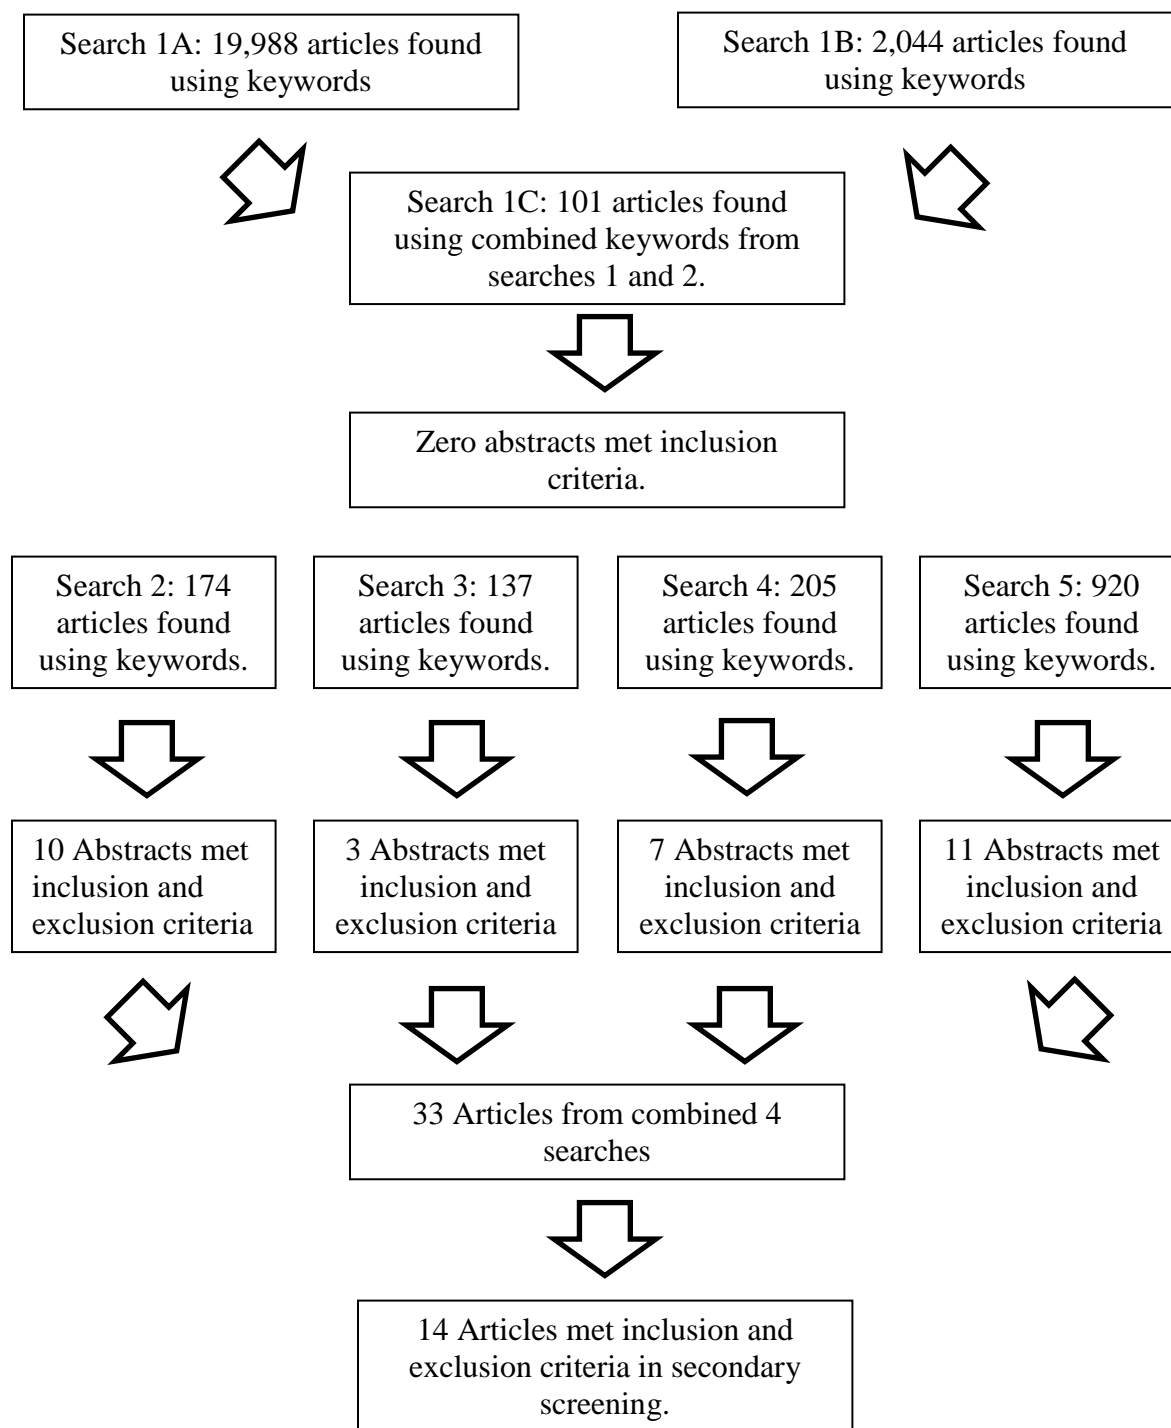 Search 1A: 19,988 articles found
using keywords
Search 1B: 2,044 articles found
using keywords
Search 1C: 101 articles found
using combined keywords from
searches 1 and 2.
Zero abstracts met inclusion
criteria.
Search 2: 174
articles found
using keywords.
Search 3: 137
articles found
using keywords.
Search 4: 205
articles found
using keywords.
Search 5: 920
articles found
using keywords.
10 Abstracts met
inclusion and
exclusion criteria
3 Abstracts met
inclusion and
exclusion criteria
7 Abstracts met
inclusion and
exclusion criteria
11 Abstracts met
inclusion and
exclusion criteria
33 Articles from combined 4
searches
14 Articles met inclusion and
exclusion criteria in secondary
screening.